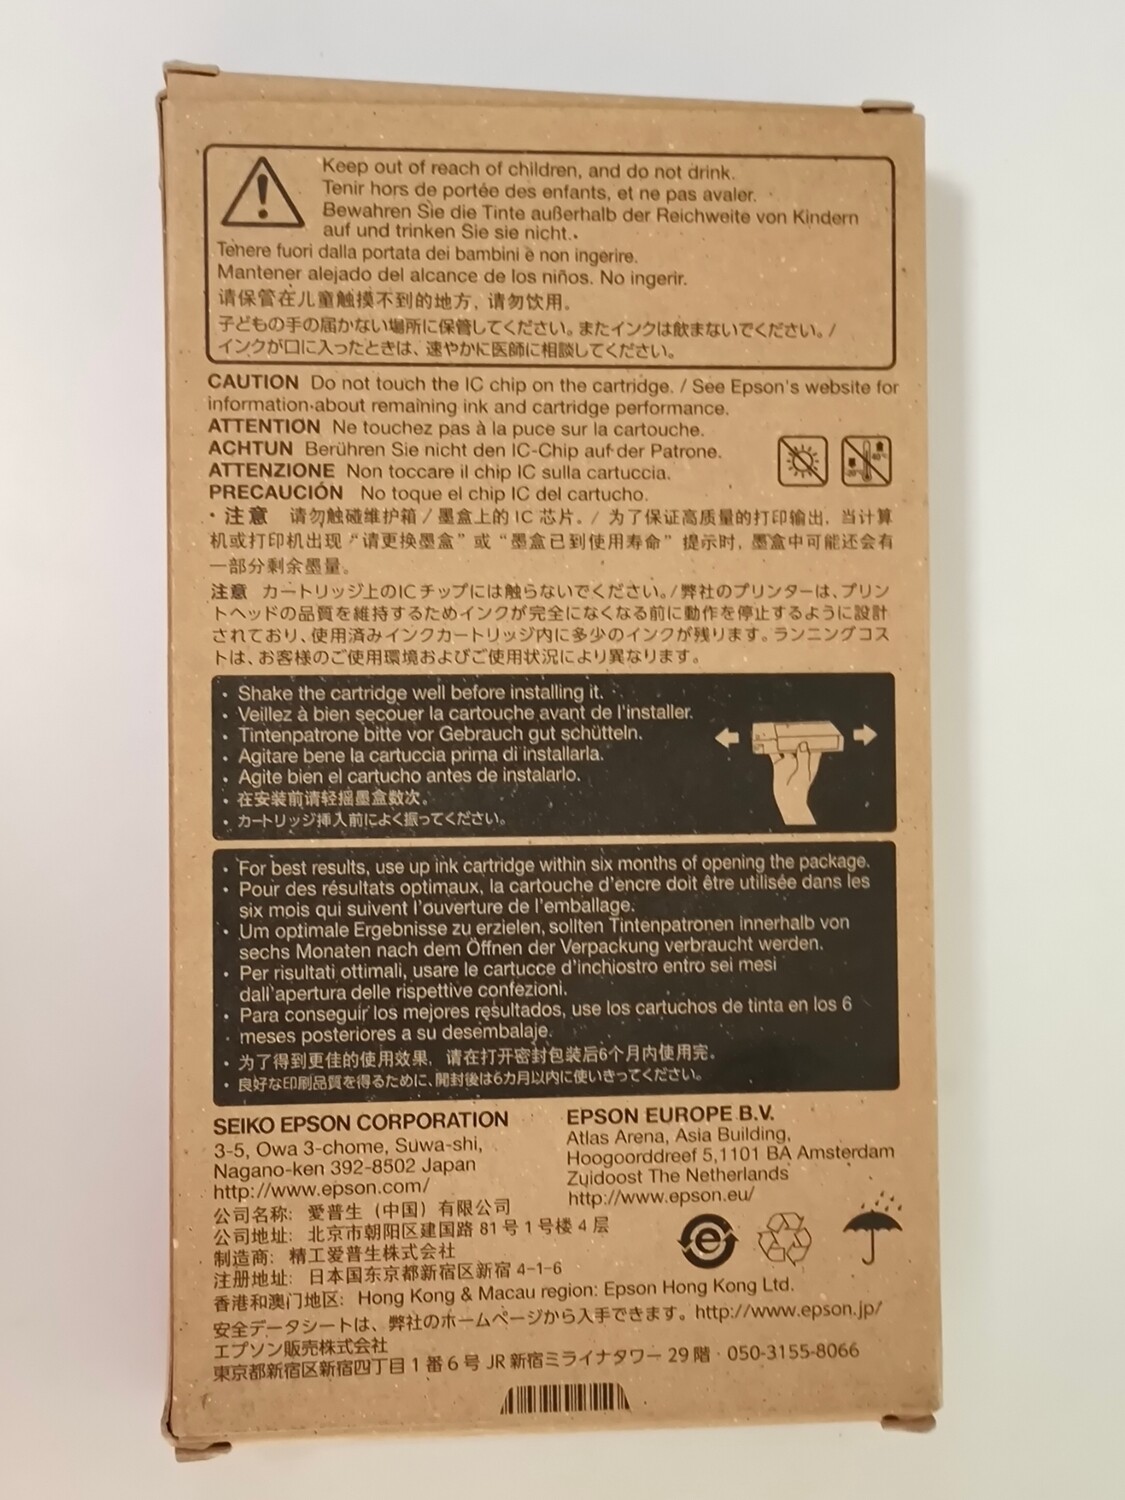 Keep out of reach of children, and do not drink.
Tenir hors de portée des enfants, et ne pas avaler.
Bewahren Sie die Tinte außerhalb der Reichweite von Kindern
auf und trinken Sie sie nicht.
Tenere fuori dalla portata dei bambini e non ingerire.
Mantener alejado del alcance de los niños. No ingerir.
请保管在儿童触摸不到的地方，请勿饮用。
子どもの手の届かない場所に保管してください。またインクは飲まないでください。/
インクが口に入ったときは、速やかに医師に相談してください。
CAUTION Do not touch the IC chip on the cartridge. / See Epson's website for
information about remaining ink and cartridge performance.
ATTENTION Ne touchez pas à la puce sur la cartouche.
ACHTUN Berühren Sie nicht den IC-Chip auf der Patrone.
ATTENZIONE Non toccare il chip IC sulla cartuccia.
PRECAUCIÓN No toque el chip IC del cartucho.
-20°C 40°C
・注意 请勿触碰维护箱 / 墨盒上的 IC 芯片。/ 为了保证高质量的打印输出，当计算
机或打印机出现“请更换墨盒”或“墨盒已到使用寿命”提示时，墨盒中可能还会有
一部分剩余墨量。
注意 カートリッジ上のICチップには触らないでください。/弊社のプリンターは、プリン
トヘッドの品質を維持するためインクが完全になくなる前に動作を停止するように設計
されており、使用済みインクカートリッジ内に多少のインクが残ります。ランニングコス
トは、お客様のご使用環境およびご使用状況により異なります。
・ Shake the cartridge well before installing it.
・ Veillez à bien secouer la cartouche avant de l'installer.
・ Tintenpatrone bitte vor Gebrauch gut schütteln.
・ Agitare bene la cartuccia prima di installarla.
・ Agite bien el cartucho antes de instalarlo.
・ 在安装前请轻摇墨盒数次。
・ カートリッジ挿入前によく振ってください。
・ For best results, use up ink cartridge within six months of opening the package.
・ Pour des résultats optimaux, la cartouche d'encre doit être utilisée dans les
six mois qui suivent l'ouverture de l'emballage.
・ Um optimale Ergebnisse zu erzielen, sollten Tintenpatronen innerhalb von
sechs Monaten nach dem Öffnen der Verpackung verbraucht werden.
・ Per risultati ottimali, usare le cartucce d'inchiostro entro sei mesi
dall'apertura delle rispettive confezioni.
・ Para conseguir los mejores resultados, use los cartuchos de tinta en los 6
meses posteriores a su desembalaje.
・ 为了得到更佳的使用效果，请在打开密封包装后6个月内使用完。
・ 良好な印刷品質を得るために、開封後は6カ月以内に使いきってください。
SEIKO EPSON CORPORATION
3-5, Owa 3-chome, Suwa-shi,
Nagano-ken 392-8502 Japan
http://www.epson.com/
EPSON EUROPE B.V.
Atlas Arena, Asia Building,
Hoogoorddreef 5,1101 BA Amsterdam
Zuidoost The Netherlands
http://www.epson.eu/
公司名称: 爱普生（中国）有限公司
公司地址: 北京市朝阳区建国路 81 号 1 号楼 4 层
制造商: 精工爱普生株式会社
注册地址: 日本国东京都新宿区新宿 4-1-6
香港和澳门地区: Hong Kong & Macau region: Epson Hong Kong Ltd.
安全データシートは、弊社のホームページから入手できます。http://www.epson.jp/
エプソン販売株式会社
東京都新宿区新宿四丁目 1 番 6 号 JR 新宿ミライナタワー 29 階・050-3155-8066